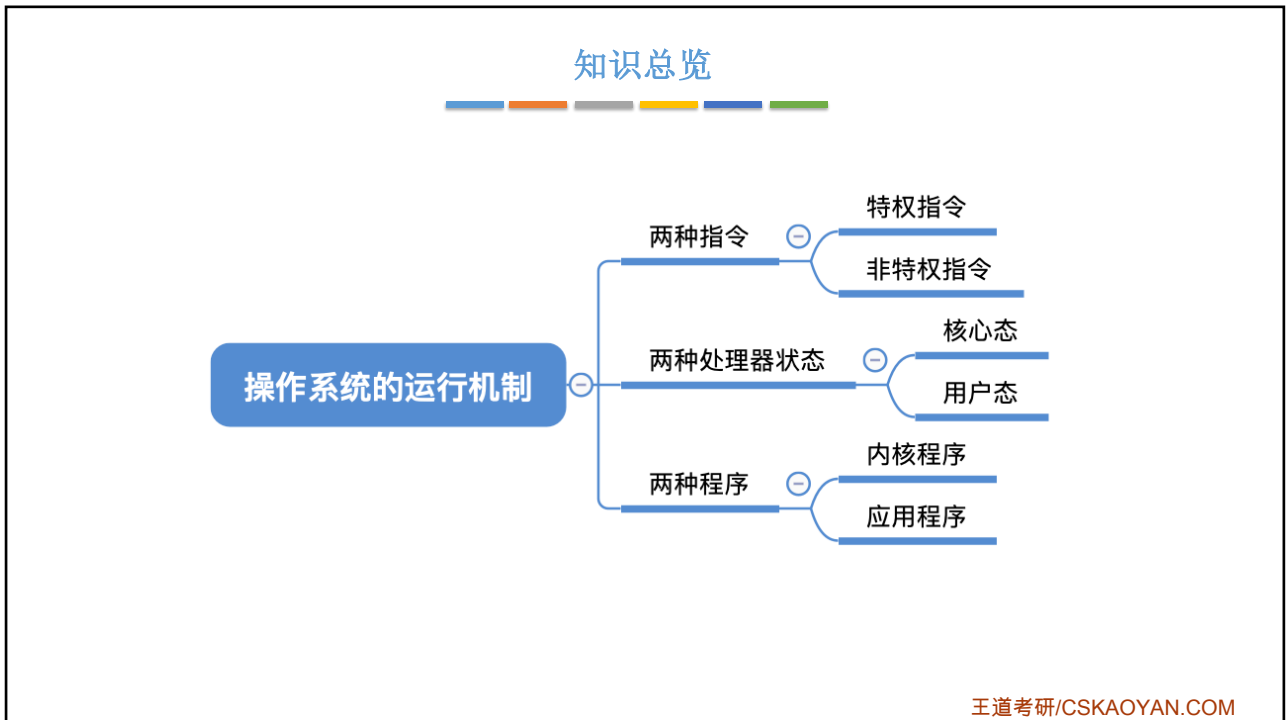 知识总览
操作系统的运行机制
两种指令
特权指令
非特权指令
两种处理器状态
核心态
用户态
两种程序
内核程序
应用程序
王道考研/CSKAOYAN.COM